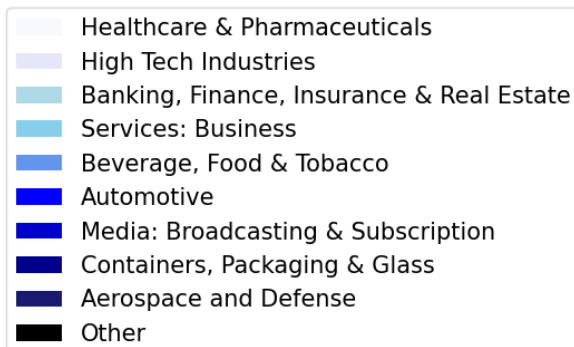 Healthcare & Pharmaceuticals
High Tech Industries
Banking, Finance, Insurance & Real Estate
Services: Business
Beverage, Food & Tobacco
Automotive
Media: Broadcasting & Subscription
Containers, Packaging & Glass
Aerospace and Defense
Other